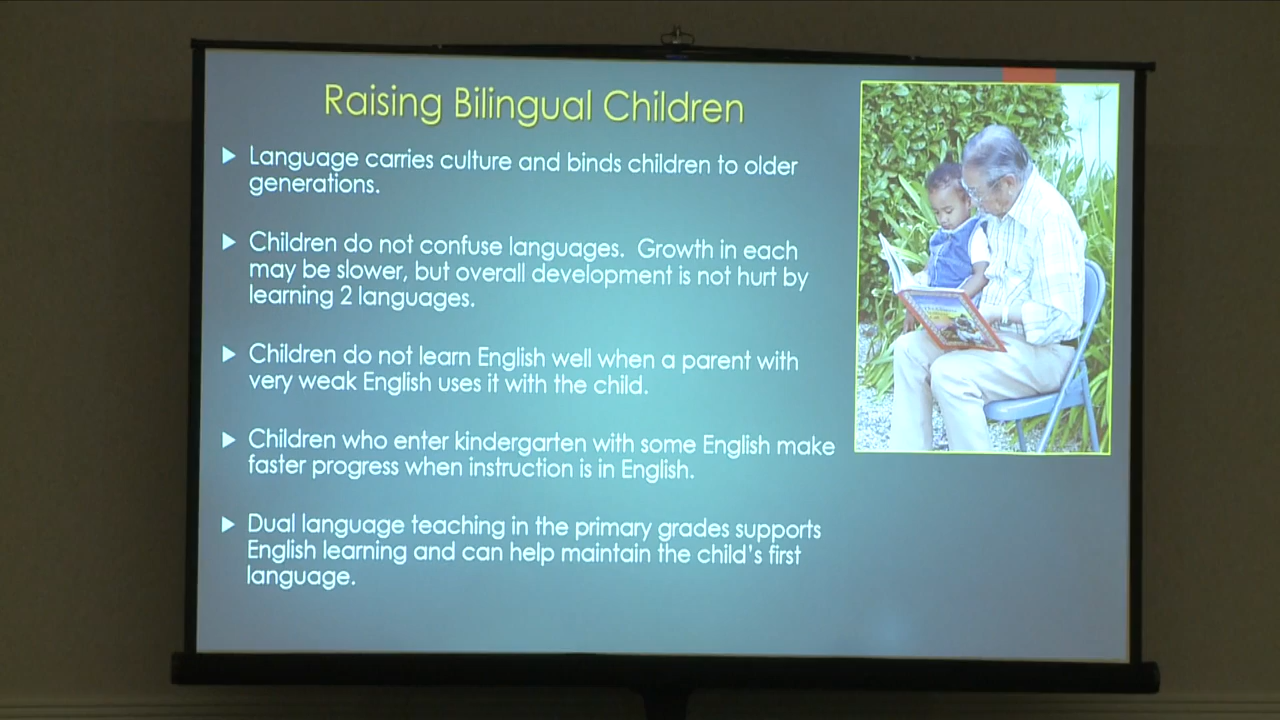 Raising Bilingual Children
Language carries culture and binds children to older
generations.
Children do not confuse languages. Growth in each
may be slower, but overall development is not hurt by
learning 2 languages.
Children do not learn English well when a parent with
very weak English uses it with the child.
Children who enter kindergarten with some English make
faster progress when instruction is in English.
Dual language teaching in the primary grades supports
English learning and can help maintain the child's first
language.